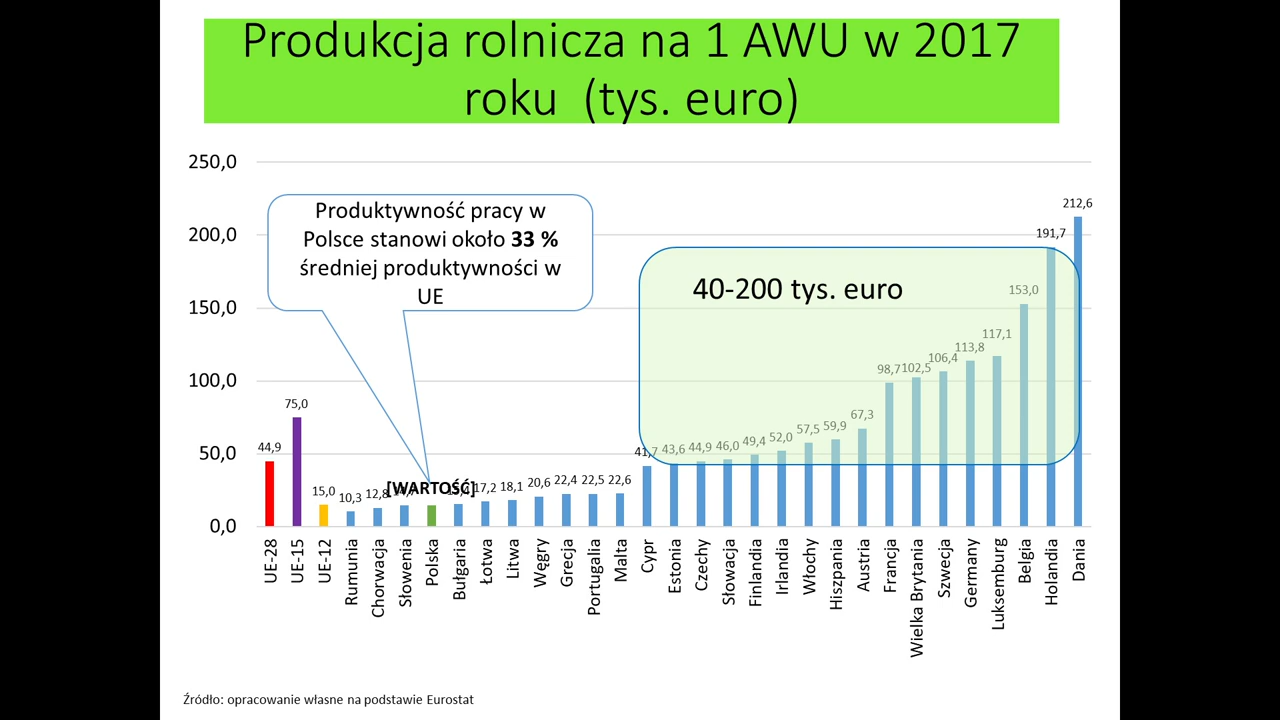 Produkcja rolnicza na 1 AWU w 2017
roku (tys. euro)
250,0
200,0
150,0
100,0
50,0
0,0
Produktywność pracy w
Polsce stanowi około 33 %
średniej produktywności w
UE
40-200 tys. euro
44,9
75,0
15,0
10,3
12,8
[WARTOŚĆ]
17,2
18,1
20,6
22,4
22,5
22,6
41,7
43,6
44,9
46,0
49,4
52,0
57,5
59,9
67,3
98,7
102,5
106,4
113,8
117,1
153,0
191,7
212,6
UE-28
UE-15
UE-12
Rumunia
Chorwacja
Słowenia
Polska
Bułgaria
Łotwa
Litwa
Węgry
Grecja
Portugalia
Malta
Cypr
Estonia
Czechy
Słowacja
Finlandia
Irlandia
Włochy
Hiszpania
Austria
Francja
Wielka Brytania
Szwecja
Germany
Luksemburg
Belgia
Holandia
Dania
Źródło: opracowanie własne na podstawie Eurostat